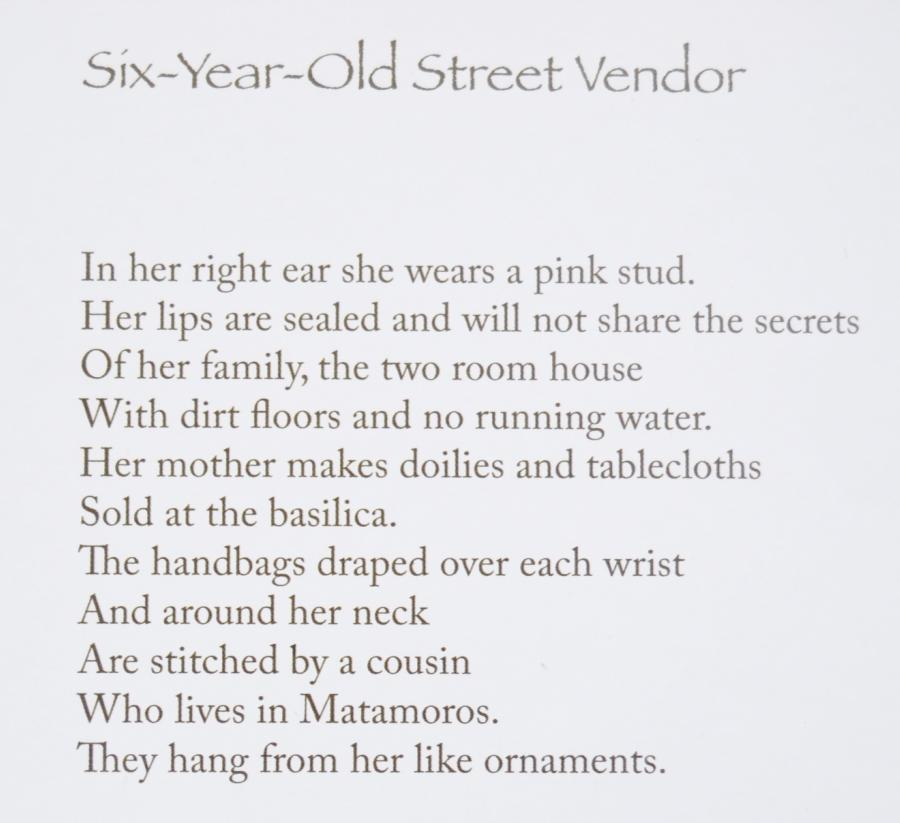 Six-Year-Old Street Vendor
In her right ear she wears a pink stud.
Her lips are sealed and will not share the secrets
Of her family, the two room house
With dirt floors and no running water.
Her mother makes doilies and tablecloths
Sold at the basilica.
The handbags draped over each wrist
And around her neck
Are stitched by a cousin
Who lives in Matamoros.
They hang from her like ornaments.